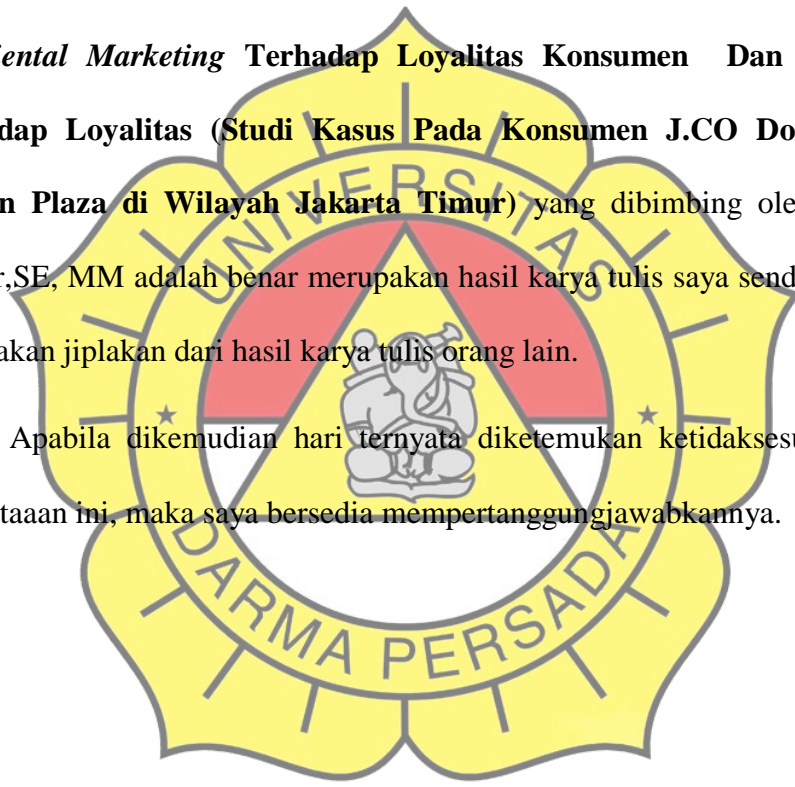 iental Marketing Terhadap Loyalitas Konsumen Dan
dap Loyalitas (Studi Kasus Pada Konsumen J.CO Do
n Plaza di Wilayah Jakarta Timur) yang dibimbing ole
r,SE, MM adalah benar merupakan hasil karya tulis saya send
akan jiplakan dari hasil karya tulis orang lain.
Apabila dikemudian hari ternyata diketemukan ketidaksesu
taaan ini, maka saya bersedia mempertanggungjawabkannya.
UNIVERSITAS
DARMA PERSADA